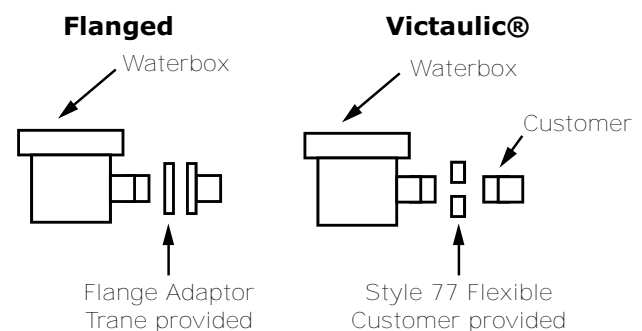 Flanged
Waterbox
Flange Adaptor
Trane provided
Victaulic®
Waterbox
Customer
Style 77 Flexible
Customer provided